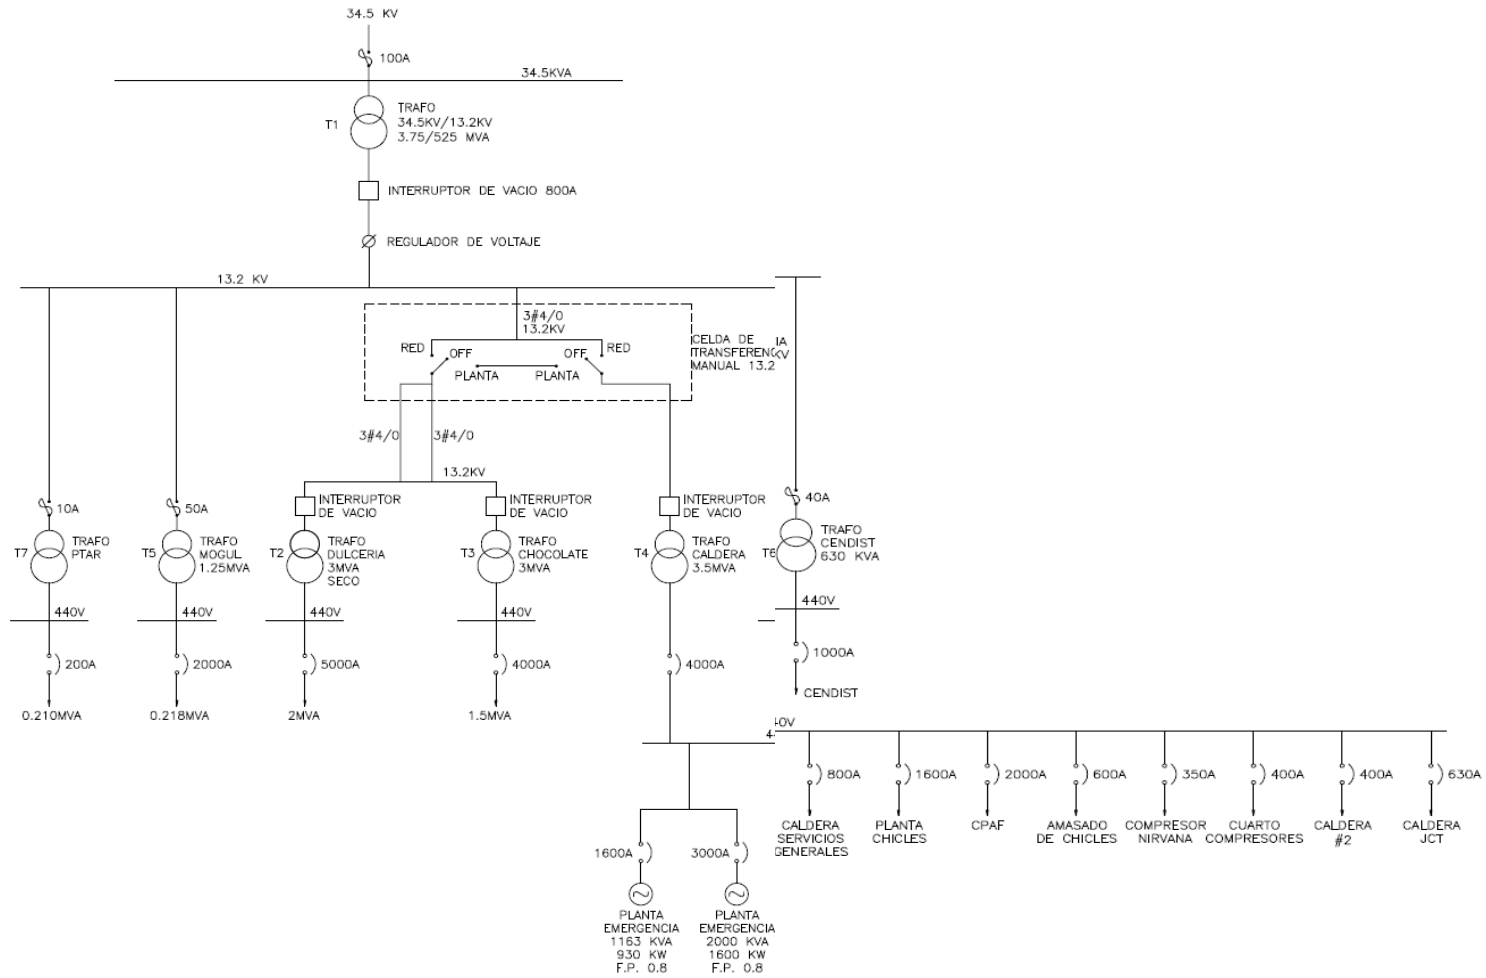 34.5 KV
100A
34.5KVA
T1
TRAFO
34.5KV/13.2KV
3.75/525 MVA
INTERRUPTOR DE VACIO 800A
REGULADOR DE VOLTAJE
13.2 KV
3#4/0
13.2KV
RED
OFF
PLANTA
OFF
RED
PLANTA
CELDA DE
TRANSFERENC
MANUAL 13.2
IA
KV
3#4/0
3#4/0
13.2KV
10A
T7
TRAFO
PTAR
440V
200A
0.210MVA
50A
T5
TRAFO
MOGUL
1.25MVA
440V
2000A
0.218MVA
INTERRUPTOR
DE VACIO
T2
TRAFO
DULCERIA
3MVA
SECO
440V
5000A
2MVA
INTERRUPTOR
DE VACIO
T3
TRAFO
CHOCOLATE
3MVA
440V
4000A
1.5MVA
INTERRUPTOR
DE VACIO
T4
TRAFO
CALDERA
3.5MVA
4000A
40A
T6
TRAFO
CENDIST
630 KVA
440V
1000A
CENDIST
44
40V
800A
CALDERA
SERVICIOS
GENERALES
1600A
PLANTA
CHICLES
2000A
CPAF
600A
AMASADO
DE CHICLES
350A
COMPRESOR
NIRVANA
400A
CUARTO
COMPRESORES
400A
CALDERA
#2
630A
CALDERA
JCT
1600A
PLANTA
EMERGENCIA
1163 KVA
930 KW
F.P. 0.8
3000A
PLANTA
EMERGENCIA
2000 KVA
1600 KW
F.P. 0.8